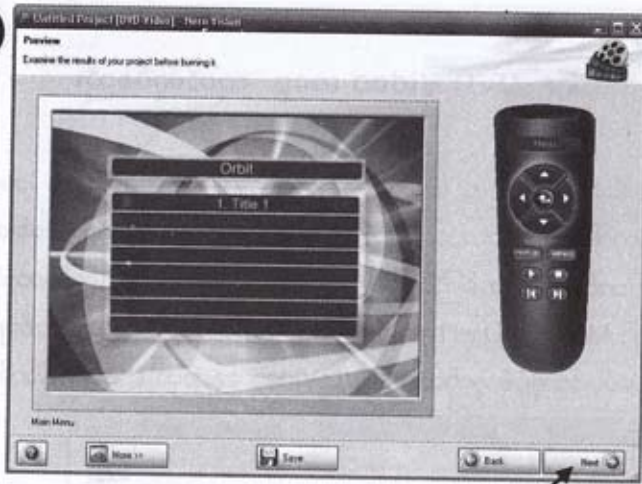 Untitled Project [DVD-Video] - Nero Vision
Preview
Examine the results of your project before burning it.
Orbit
1. Title 1
Main Menu
More >>
Save
Back
Next